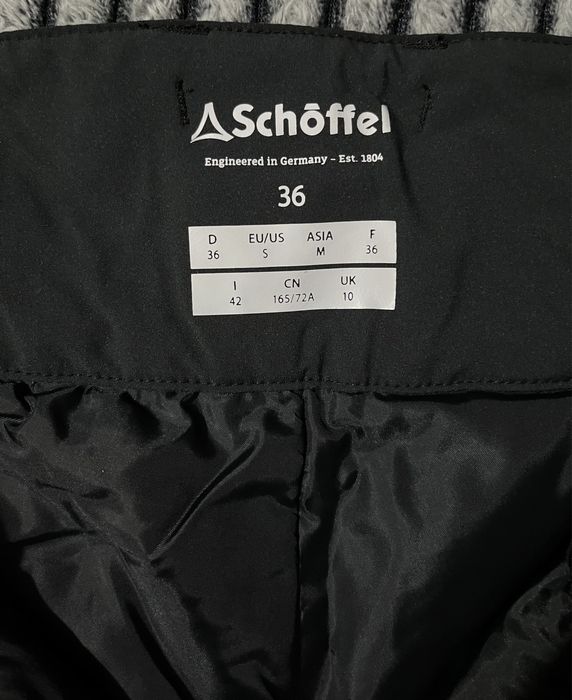 Schöffel
Engineered in Germany – Est. 1804
36
D EU/US ASIA F
36 S M 36
I CN UK
42 165/72A 10